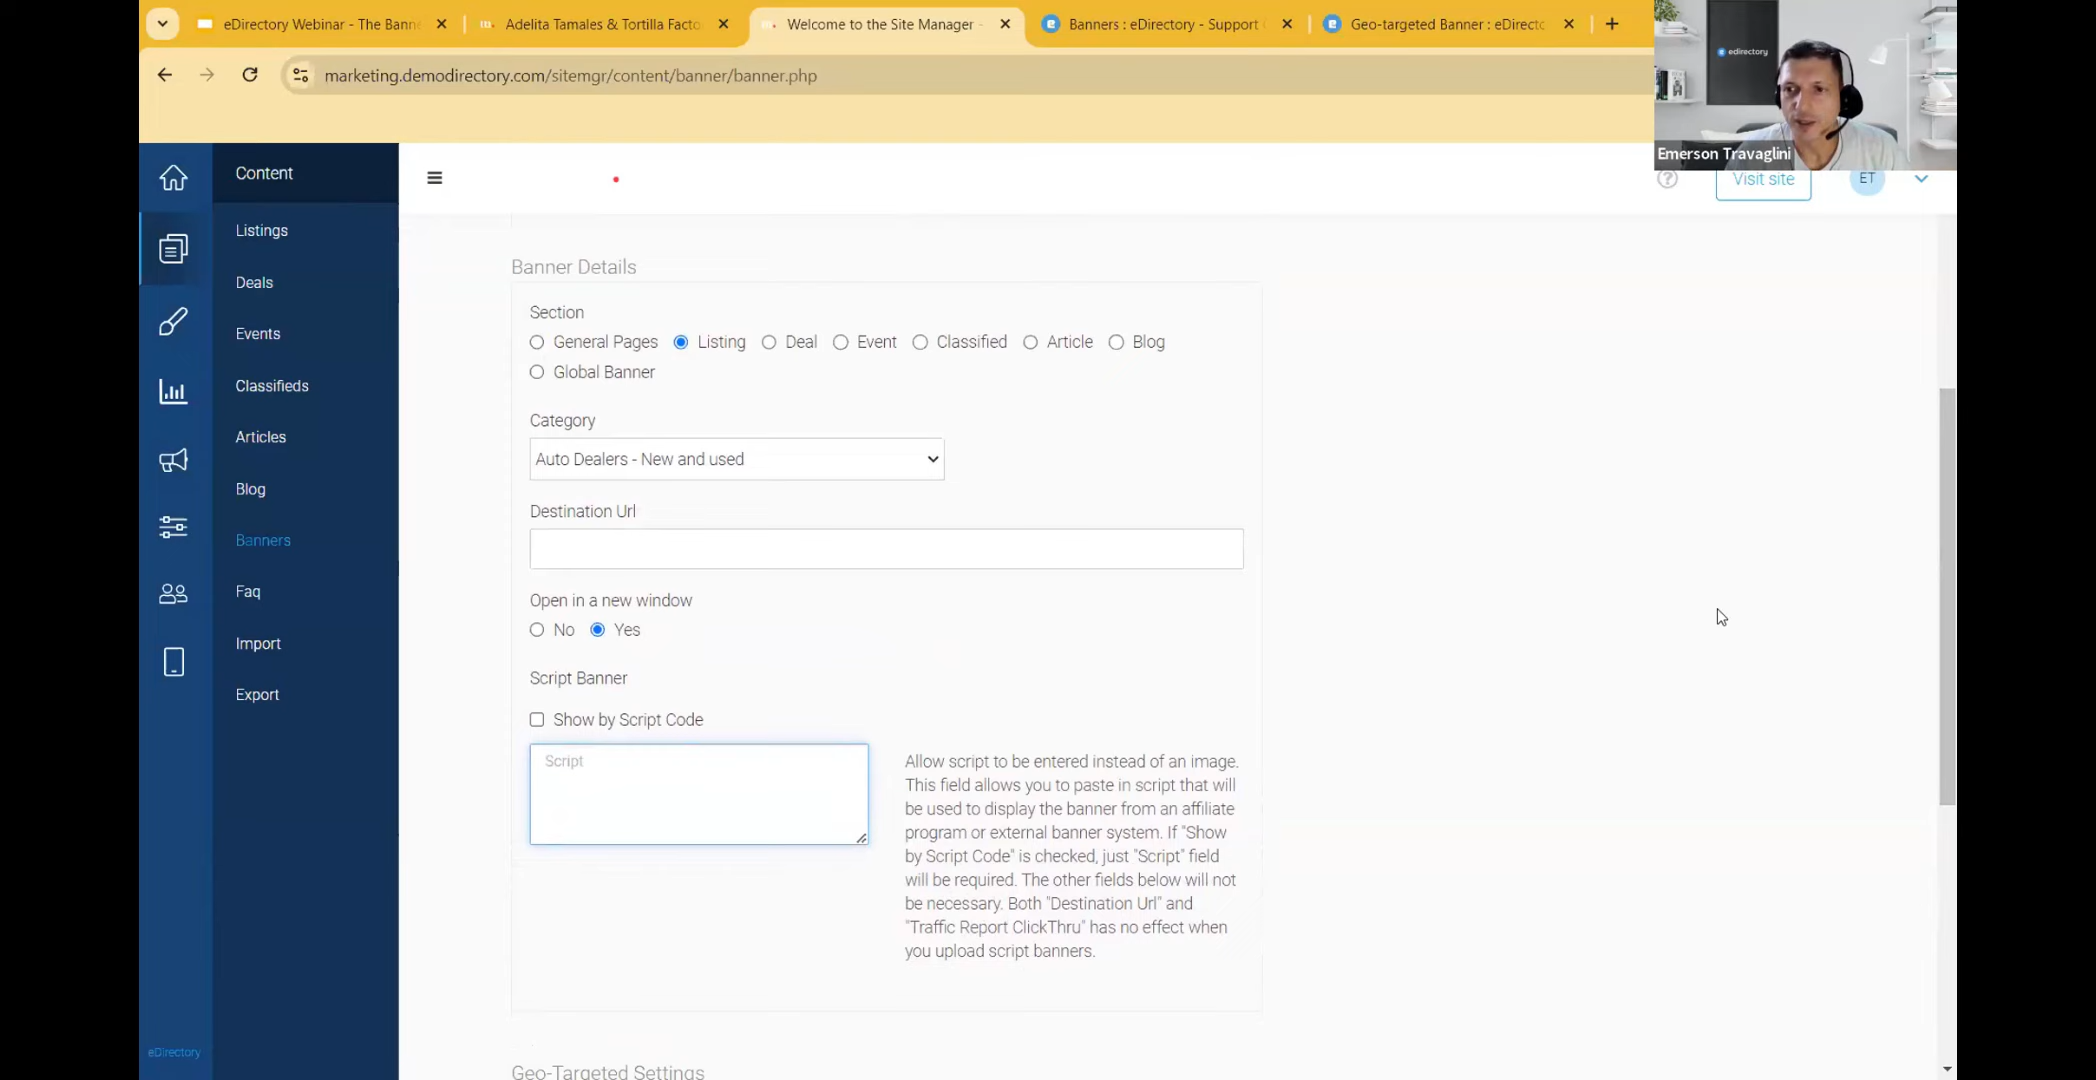 eDirectory Webinar - The Bann
Adelita Tamales & Tortilla Facto
Welcome to the Site Manager -
Banners : eDirectory - Support
Geo-targeted Banner : eDirecto
marketing.demodirectory.com/sitemgr/content/banner/banner.php
edirectory
Emerson Travaglini
Content
Visit site
ET
Listings
Deals
Events
Classifieds
Articles
Blog
Banners
Faq
Import
Export
eDirectory
Banner Details
Section
General Pages Listing Deal Event Classified Article Blog
Global Banner
Category
Auto Dealers - New and used
Destination Url
Open in a new window
No Yes
Script Banner
Show by Script Code
Script
Allow script to be entered instead of an image.
This field allows you to paste in script that will
be used to display the banner from an affiliate
program or external banner system. If "Show
by Script Code" is checked, just "Script" field
will be required. The other fields below will not
be necessary. Both "Destination Url" and
"Traffic Report ClickThru" has no effect when
you upload script banners.
Geo-Targeted Settings